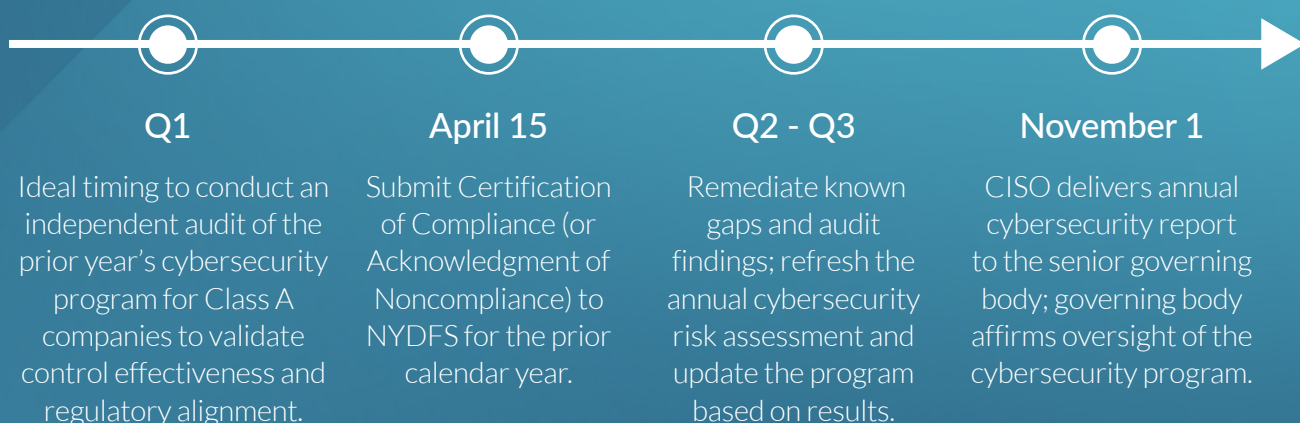 Q1
Ideal timing to conduct an
independent audit of the
prior year's cybersecurity
program for Class A
companies to validate
control effectiveness and
regulatory alignment.
April 15
Submit Certification
of Compliance (or
Acknowledgment of
Noncompliance) to
NYDFS for the prior
calendar year.
Q2 - Q3
Remediate known
gaps and audit
findings; refresh the
annual cybersecurity
risk assessment and
update the program
based on results.
November 1
CISO delivers annual
cybersecurity report
to the senior governing
body; governing body
affirms oversight of the
cybersecurity program.